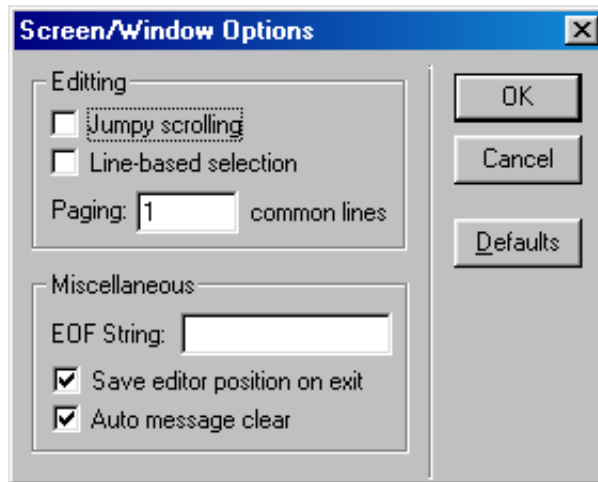 Screen/Window Options
Editting
Jumpy scrolling
Line-based selection
Paging: 1 common lines
OK
Cancel
Defaults
Miscellaneous
EOF String:
Save editor position on exit
Auto message clear